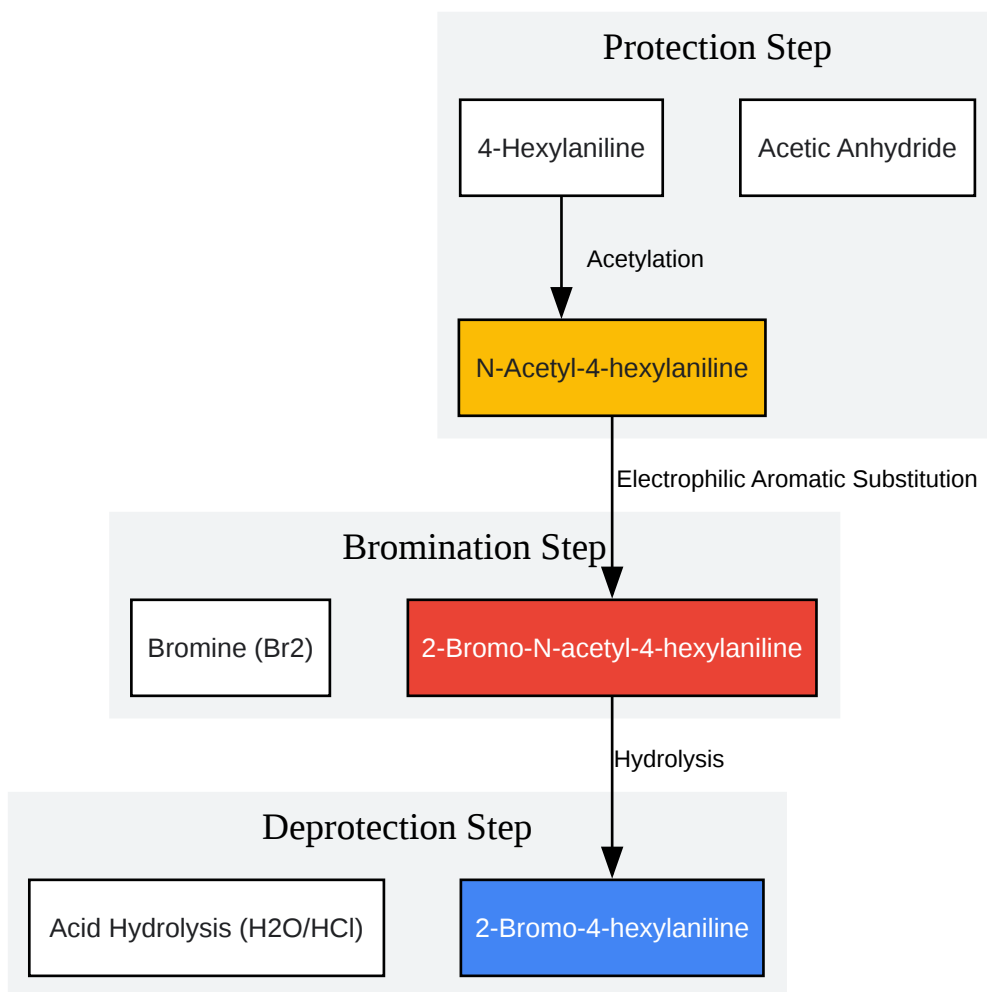 Protection Step
4-Hexylaniline
Acetic Anhydride
Acetylation
N-Acetyl-4-hexylaniline
Electrophilic Aromatic Substitution
Bromination Step
Bromine (Br2)
2-Bromo-N-acetyl-4-hexylaniline
Hydrolysis
Deprotection Step
Acid Hydrolysis (H2O/HCl)
2-Bromo-4-hexylaniline